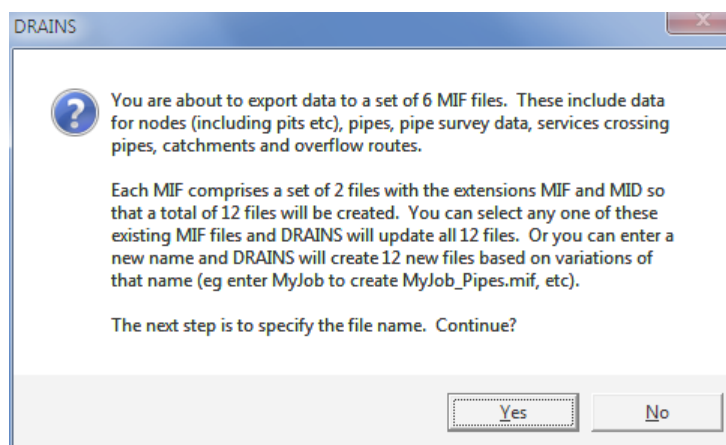 DRAINS
You are about to export data to a set of 6 MIF files. These include data
for nodes (including pits etc), pipes, pipe survey data, services crossing
pipes, catchments and overflow routes.
Each MIF comprises a set of 2 files with the extensions MIF and MID so
that a total of 12 files will be created. You can select any one of these
existing MIF files and DRAINS will update all 12 files. Or you can enter a
new name and DRAINS will create 12 new files based on variations of
that name (eg enter MyJob to create MyJob_Pipes.mif, etc).
The next step is to specify the file name. Continue?
Yes No